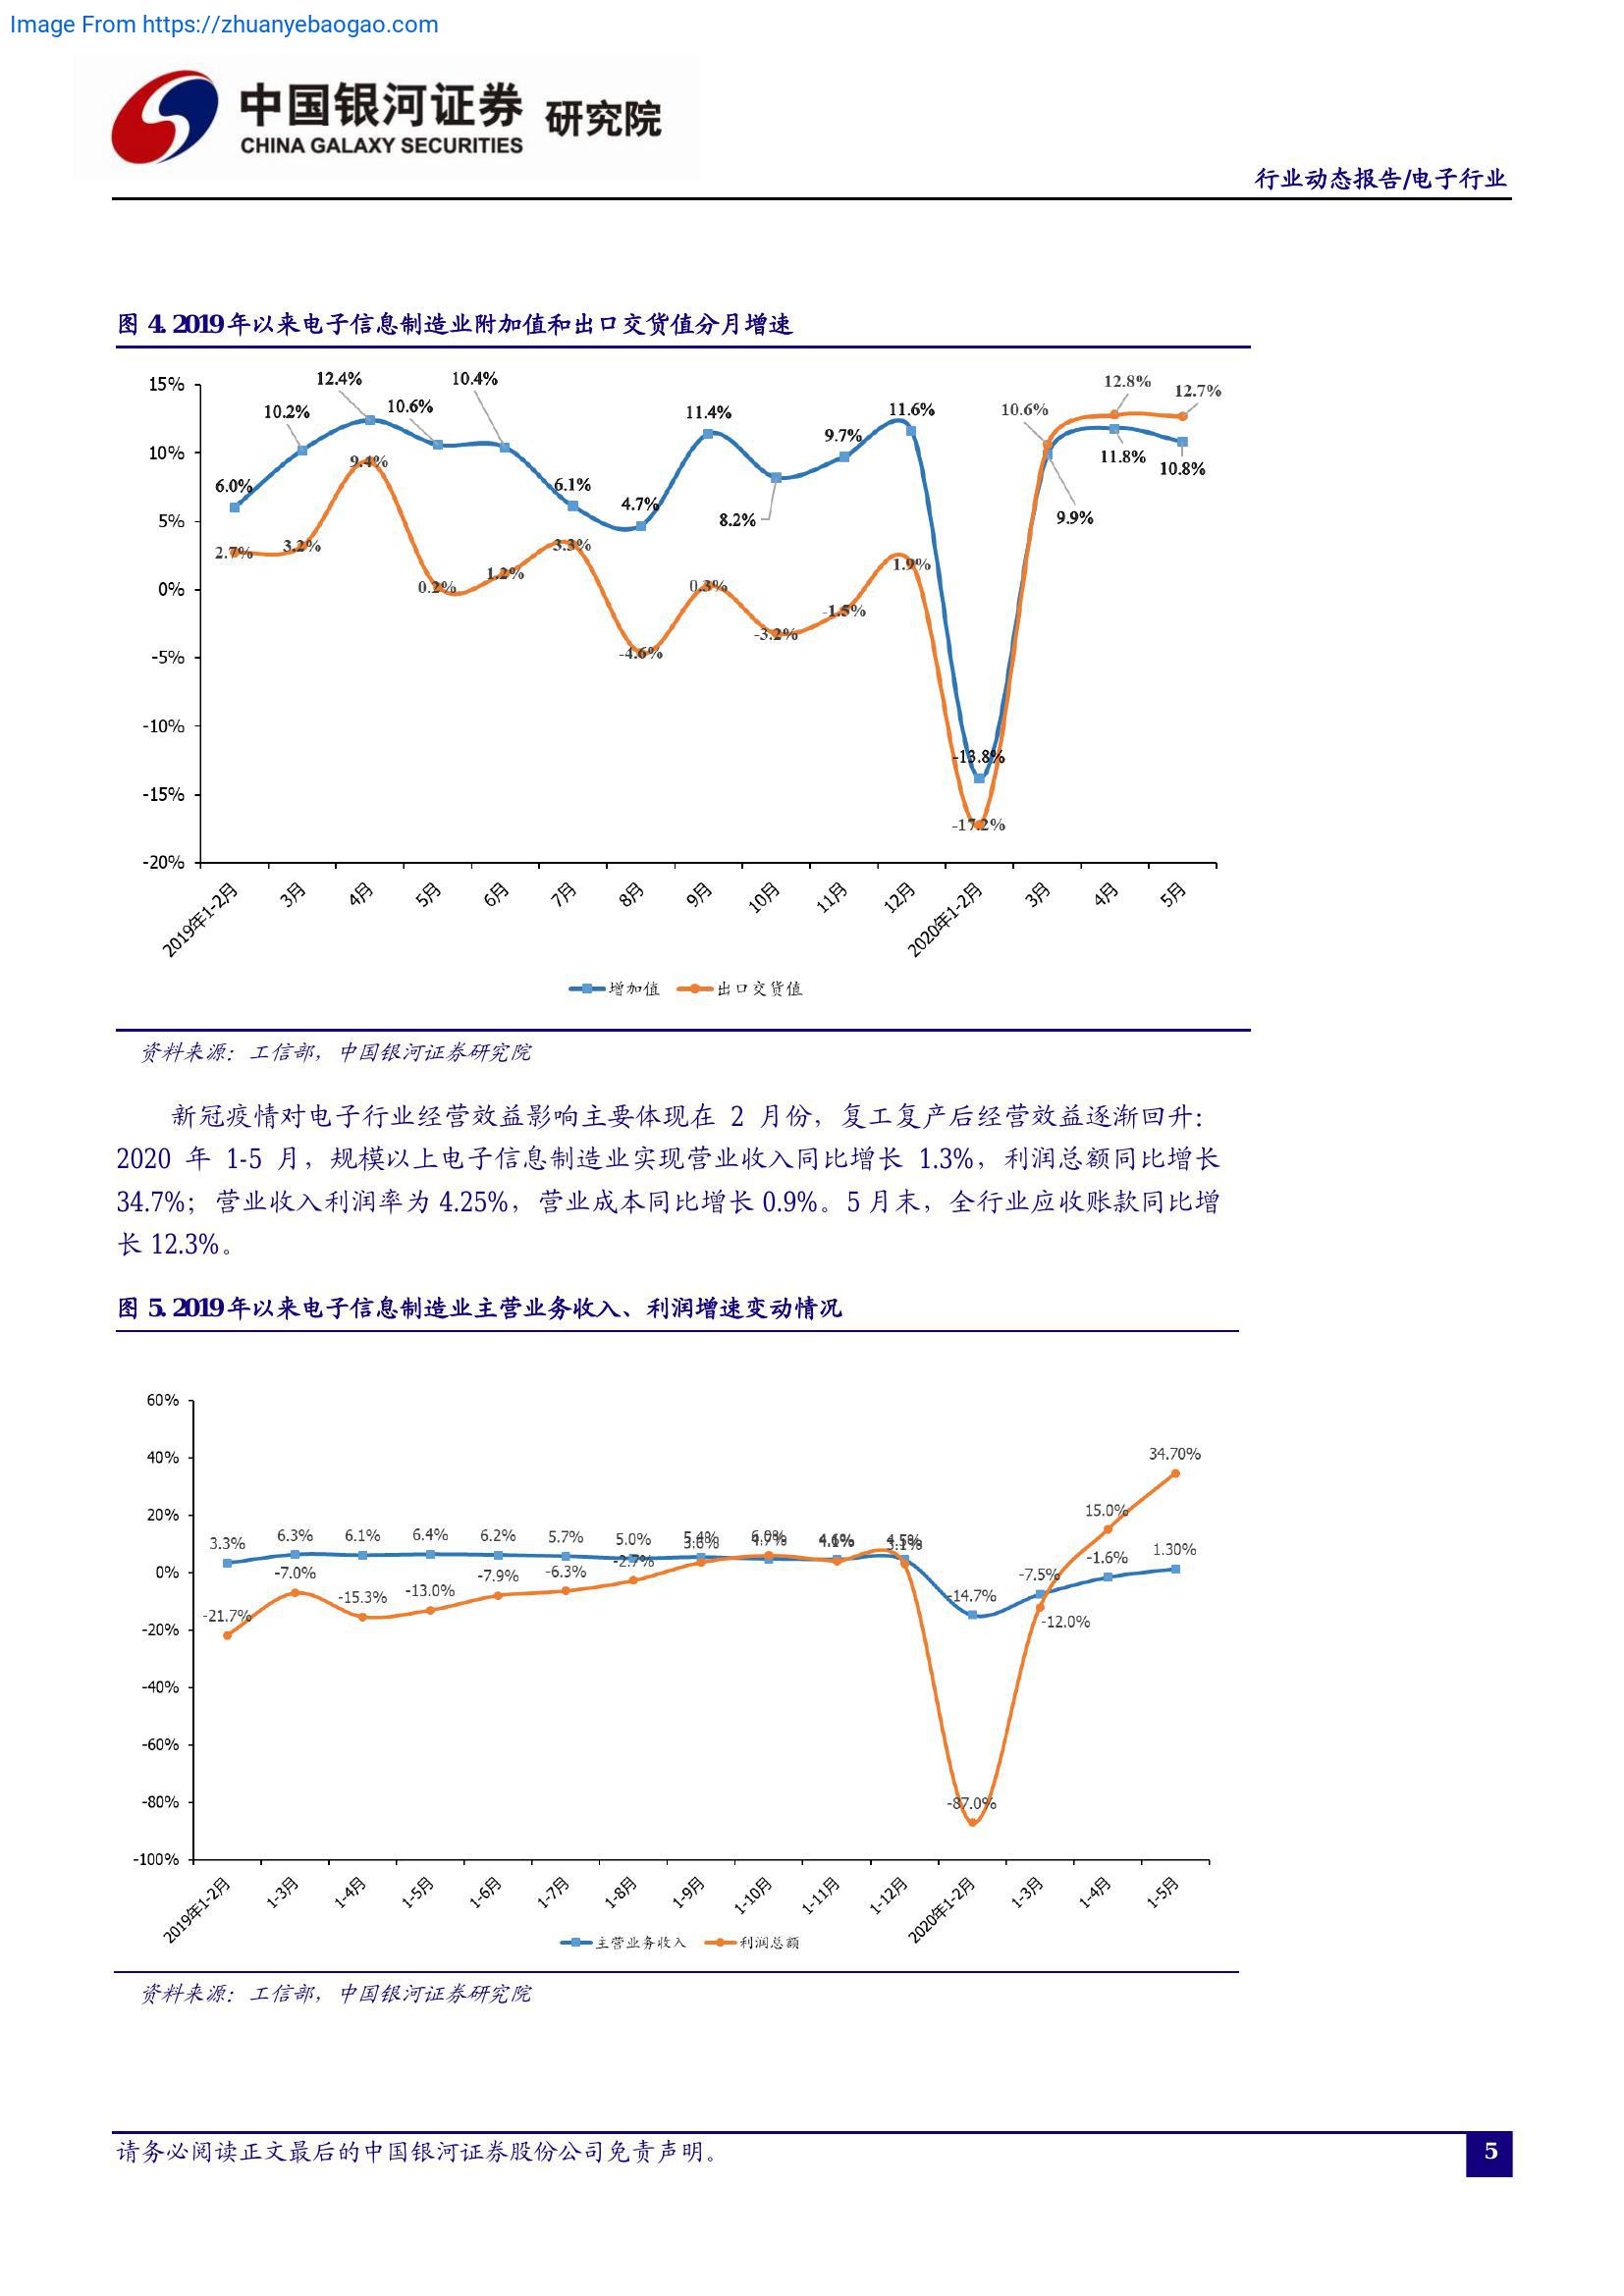 Image From https://zhuanyebaogao.com
中国银河证券 研究院
CHINA GALAXY SECURITIES
行业动态报告/电子行业
图 4. 2019年以来电子信息制造业附加值和出口交货值分月增速
15%
10%
5%
0%
-5%
-10%
-15%
-20%
6.0% 10.2% 12.4% 10.6% 10.4% 6.1% 4.7% 11.4% 8.2% 9.7% 11.6% -13.8% 9.9% 11.8% 10.8%
2.7% 3.2% 9.4% 0.2% 1.2% 3.3% -4.6% 0.3% -3.2% -1.5% 1.9% -17.2% 10.6% 12.8% 12.7%
2019年1-2月 3月 4月 5月 6月 7月 8月 9月 10月 11月 12月 2020年1-2月 3月 4月 5月
增加值 出口交货值
资料来源：工信部，中国银河证券研究院
新冠疫情对电子行业经营效益影响主要体现在 2 月份，复工复产后经营效益逐渐回升：
2020 年 1-5 月，规模以上电子信息制造业实现营业收入同比增长 1.3%，利润总额同比增长
34.7%；营业收入利润率为 4.25%，营业成本同比增长 0.9%。5 月末，全行业应收账款同比增
长 12.3%。
图 5. 2019年以来电子信息制造业主营业务收入、利润增速变动情况
60%
40%
20%
0%
-20%
-40%
-60%
-80%
-100%
3.3% 6.3% 6.1% 6.4% 6.2% 5.7% 5.0% 5.4% 4.7% 4.5% -14.7% -7.5% -1.6% 1.30%
-21.7% -7.0% -15.3% -13.0% -7.9% -6.3% -2.7% 3.6% 6.0% 3.1% -87.0% -12.0% 15.0% 34.70%
2019年1-2月 1-3月 1-4月 1-5月 1-6月 1-7月 1-8月 1-9月 1-10月 1-11月 1-12月 2020年1-2月 1-3月 1-4月 1-5月
主营业务收入 利润总额
资料来源：工信部，中国银河证券研究院
请务必阅读正文最后的中国银河证券股份公司免责声明。
5